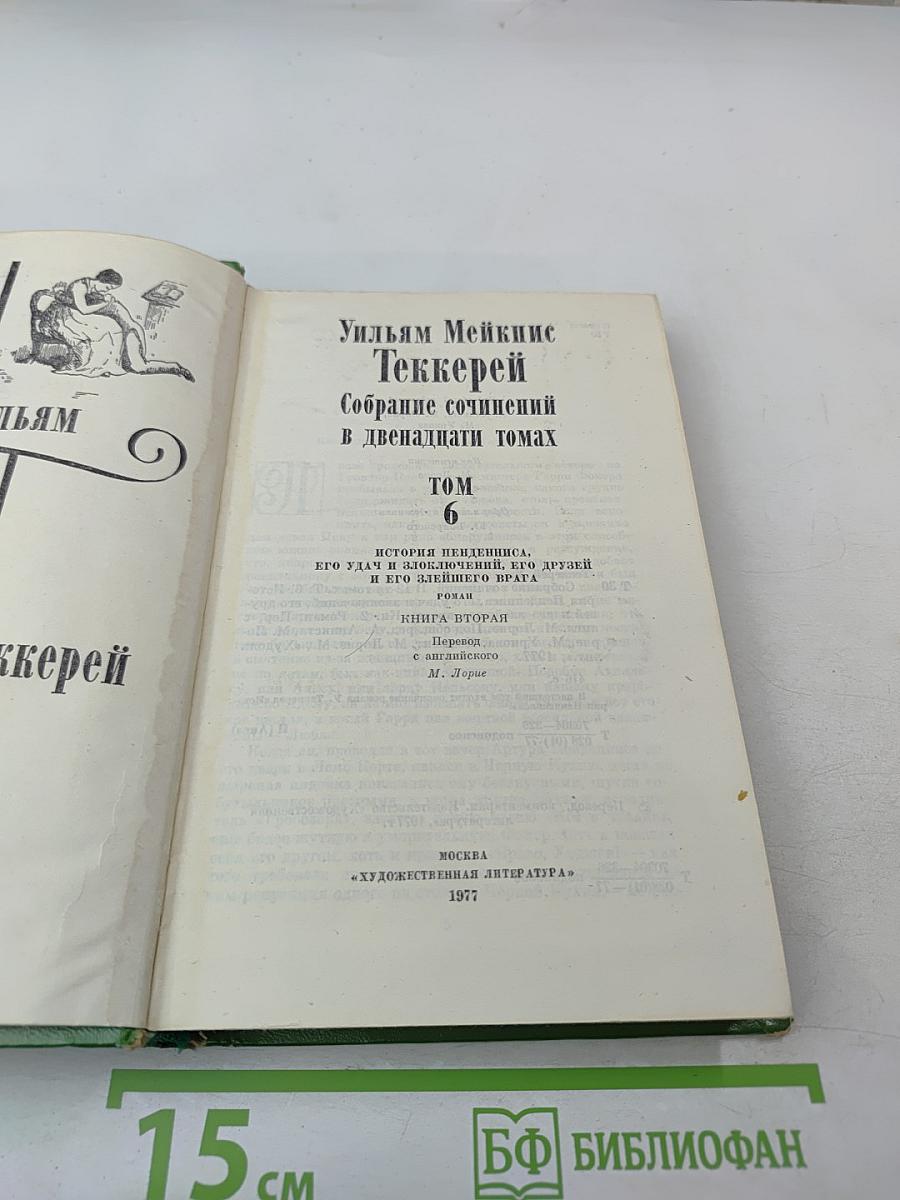 льям
ккерей
Уильям Мейкпис
Теккерей
Собрание сочинений
в двенадцати томах
ТОМ
6
ИСТОРИЯ ПЕНДЕННИСА,
ЕГО УДАЧ И ЗЛОКЛЮЧЕНИЙ, ЕГО ДРУЗЕЙ
И ЕГО ЗЛЕЙШЕГО ВРАГА
РОМАН
КНИГА ВТОРАЯ
Перевод
с английского
М. Лорие
МОСКВА
«ХУДОЖЕСТВЕННАЯ ЛИТЕРАТУРА»
1977
15 см
БФ БИБЛИОФАН